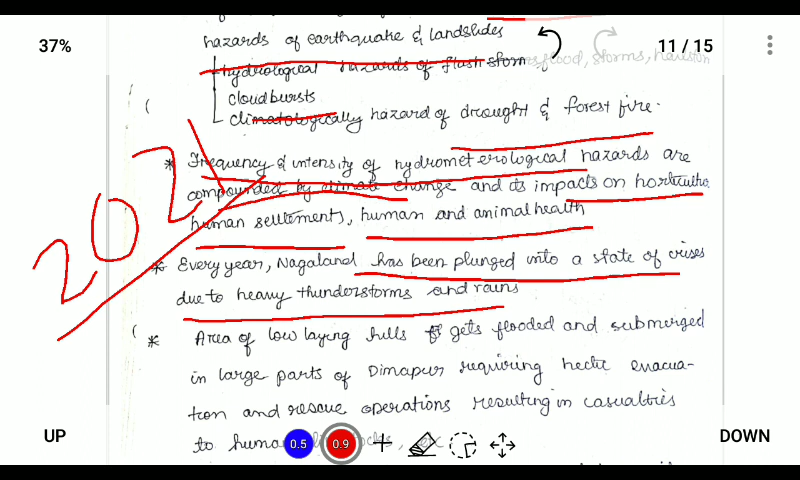 37%
11 / 15
hazards of earthquake & landslides
hydrological hazards of flash storm flood, storms,
cloudbursts
climatologically hazard of drought & forest fire.
* Frequency & intensity of hydrometerological hazards are
compounded by climate change and its impacts on
human settlements, human and animal health
2021
* Every year, Nagaland has been plunged into a state of crises
due to heavy thunderstorms and rains
* Area of low laying hills gets flooded and submerged
in large parts of Dimapur requiring hectic evacua-
tion and rescue operations resulting in casualties
to human
UP
0.5
0.9
DOWN